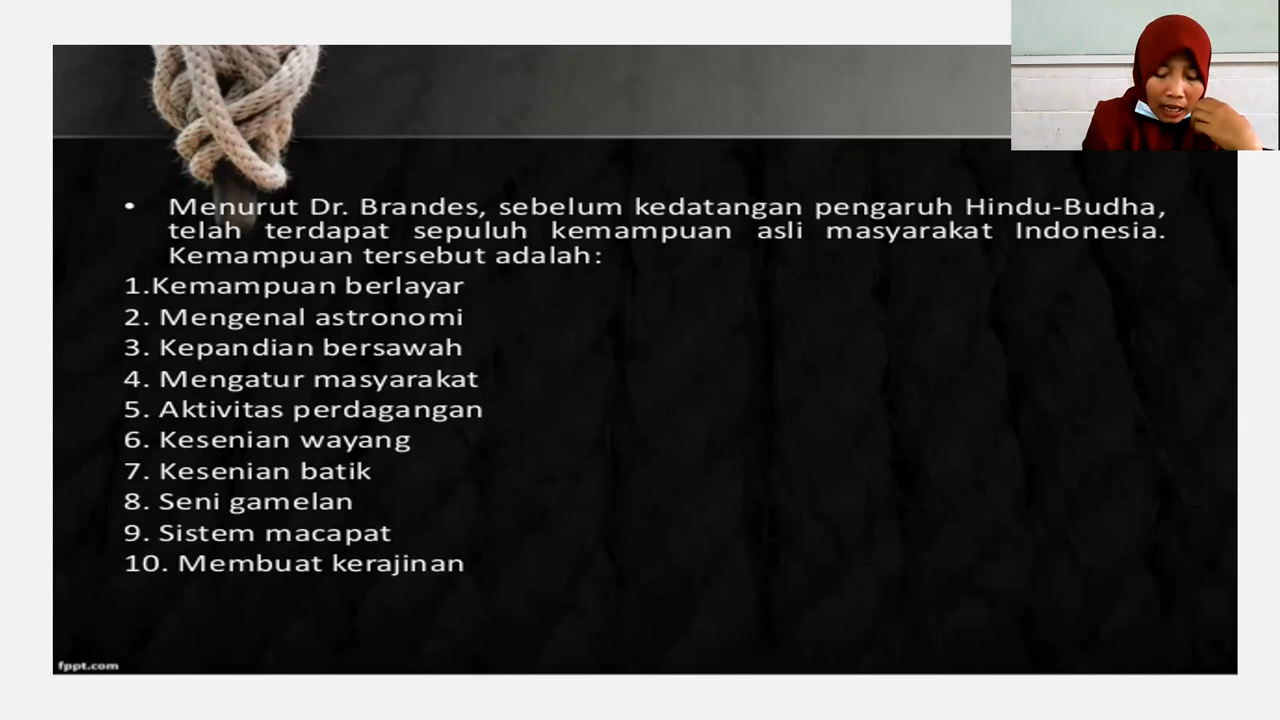 • Menurut Dr. Brandes, sebelum kedatangan pengaruh Hindu-Budha,
telah terdapat sepuluh kemampuan asli masyarakat Indonesia.
Kemampuan tersebut adalah:
1.Kemampuan berlayar
2. Mengenal astronomi
3. Kepandian bersawah
4. Mengatur masyarakat
5. Aktivitas perdagangan
6. Kesenian wayang
7. Kesenian batik
8. Seni gamelan
9. Sistem macapat
10. Membuat kerajinan
fppt.com